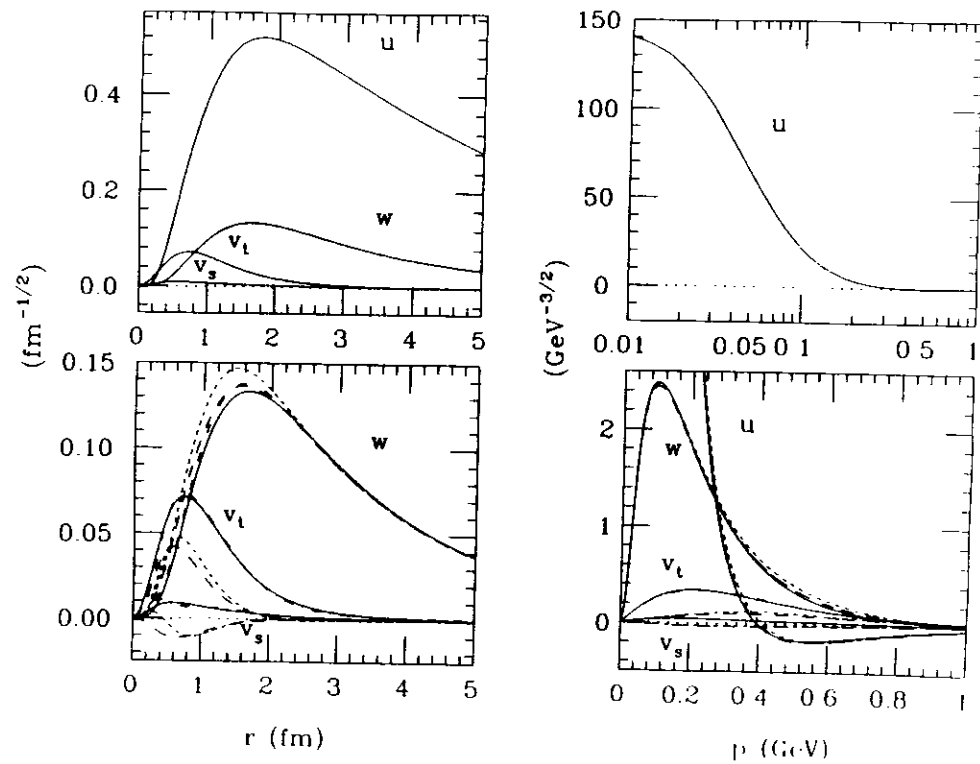 u
0.4
0.2
w
v_t
v_s
0.0
0 1 2 3 4 5
(fm^{-1/2})
0.15
w
0.10
v_t
0.05
0.00
v_s
0 1 2 3 4 5
r (fm)
150
100
u
50
0
0.01 0.05 0 1 0 5 1
(GeV^{-3/2})
2
u
w
1
v_t
0
v_s
0 0.2 0 4 0 6 0 8 1
p (GeV)